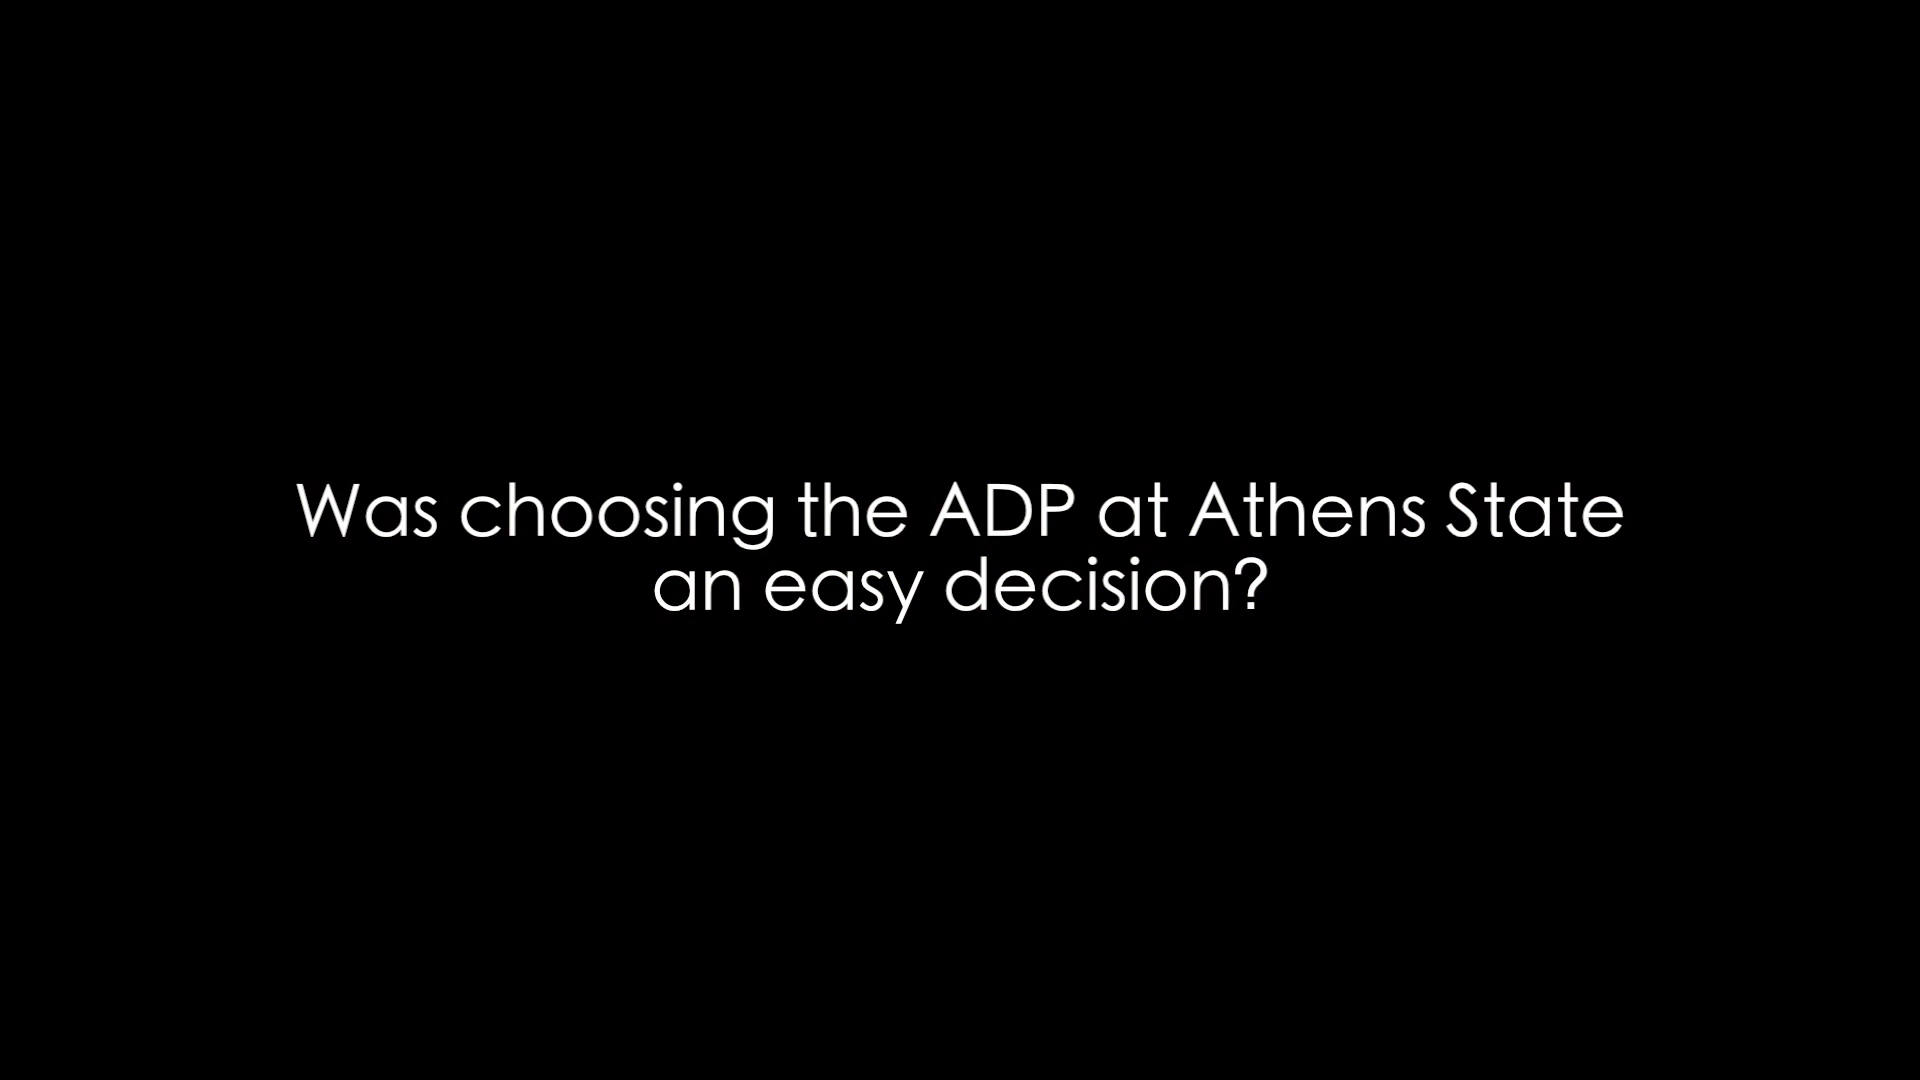 Was choosing the ADP at Athens State
an easy decision?